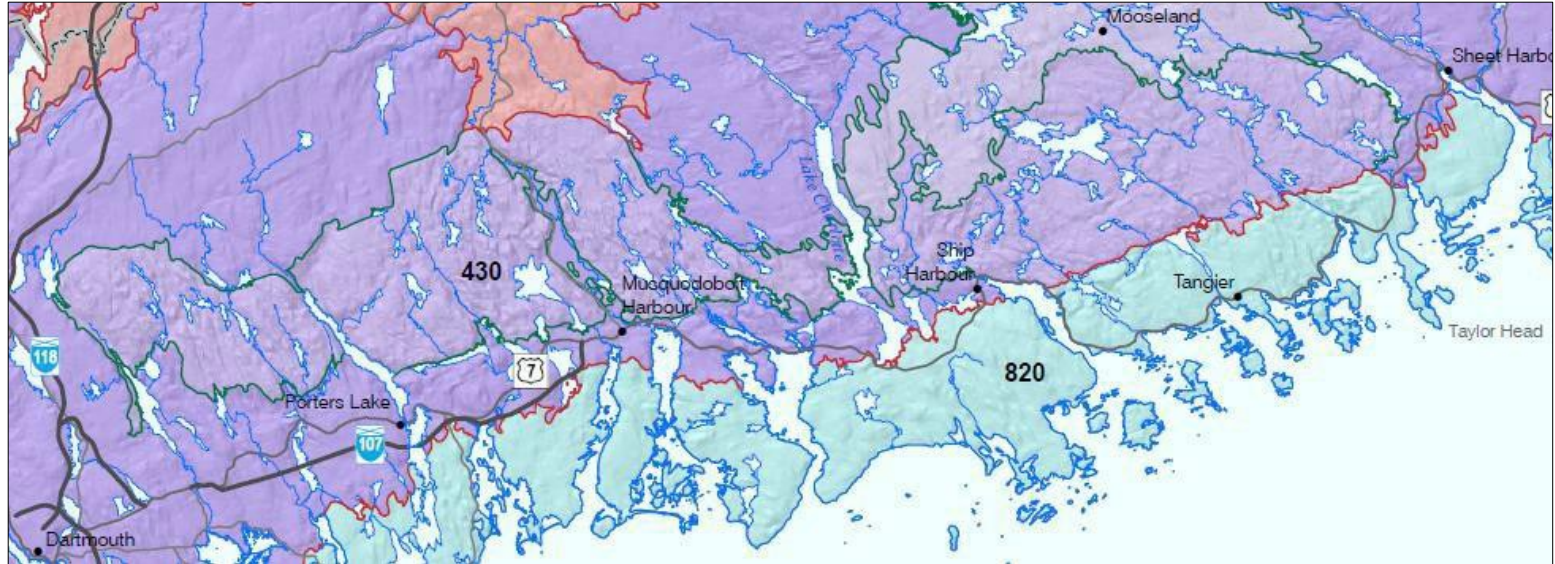 Mooseland
Sheet Harbo
Lake Charlotte
430
Ship
Harbour
Musquodoboit
Harbour
Tangier
Taylor Head
118
7
820
Porters Lake
107
Dartmouth